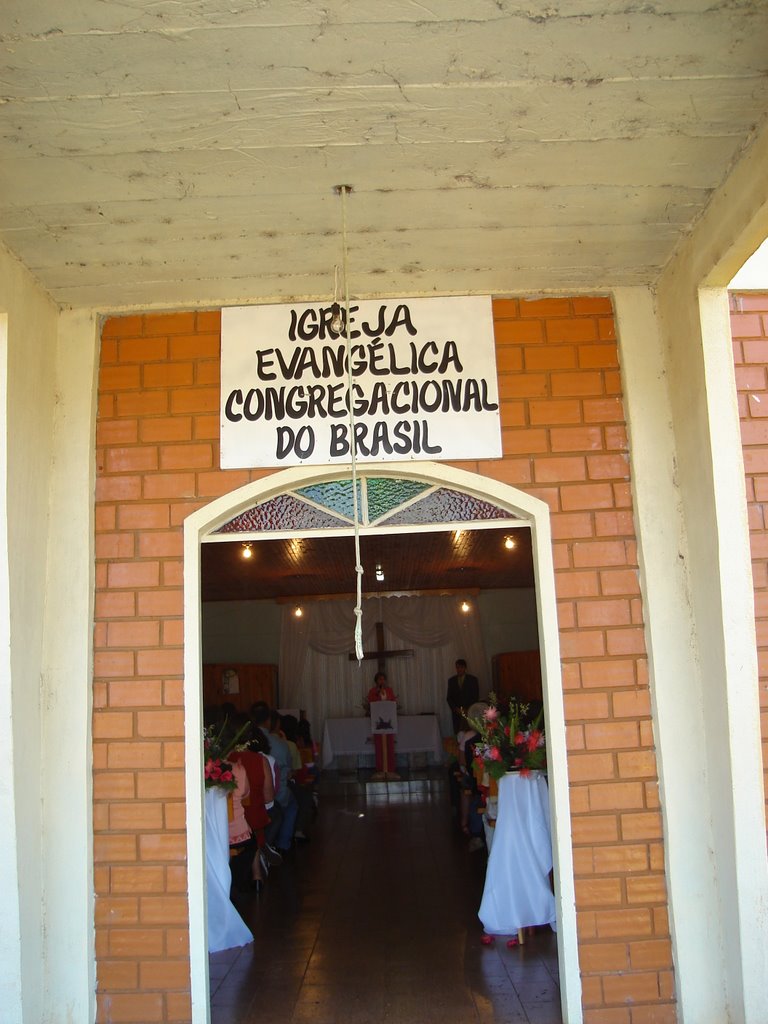 IGREJA
EVANGÉLICA
CONGREGACIONAL
DO BRASIL